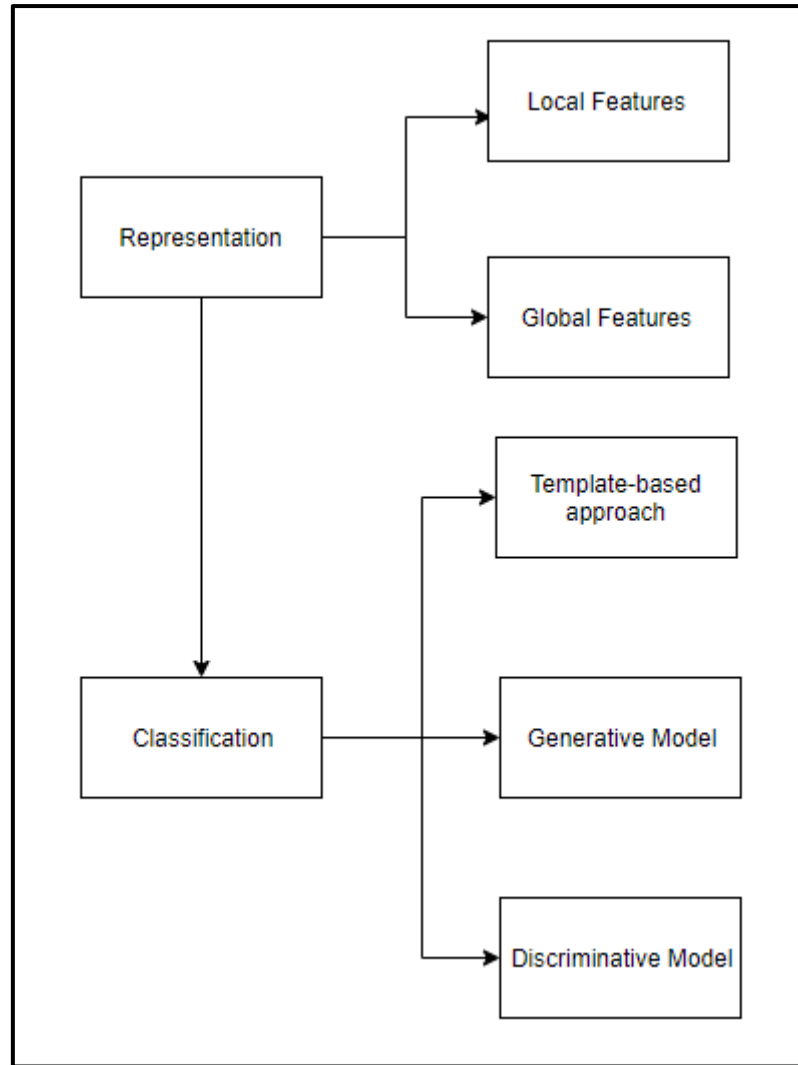 Local Features
Representation
Global Features
Template-based
approach
Classification
Generative Model
Discriminative Model